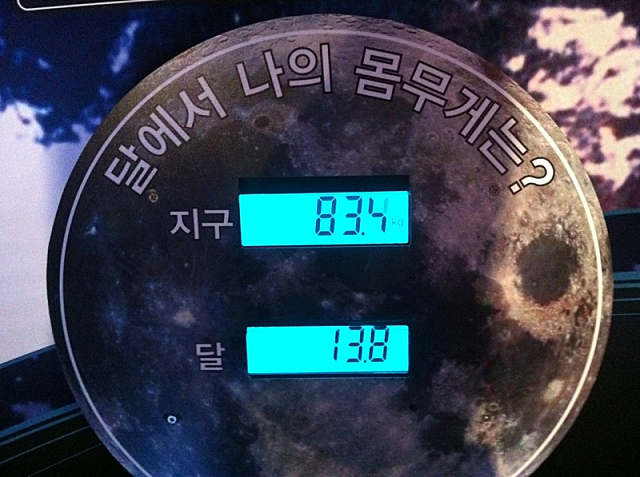 달에서 나의 몸무게는?
지구 83.4 kg
달 13.8